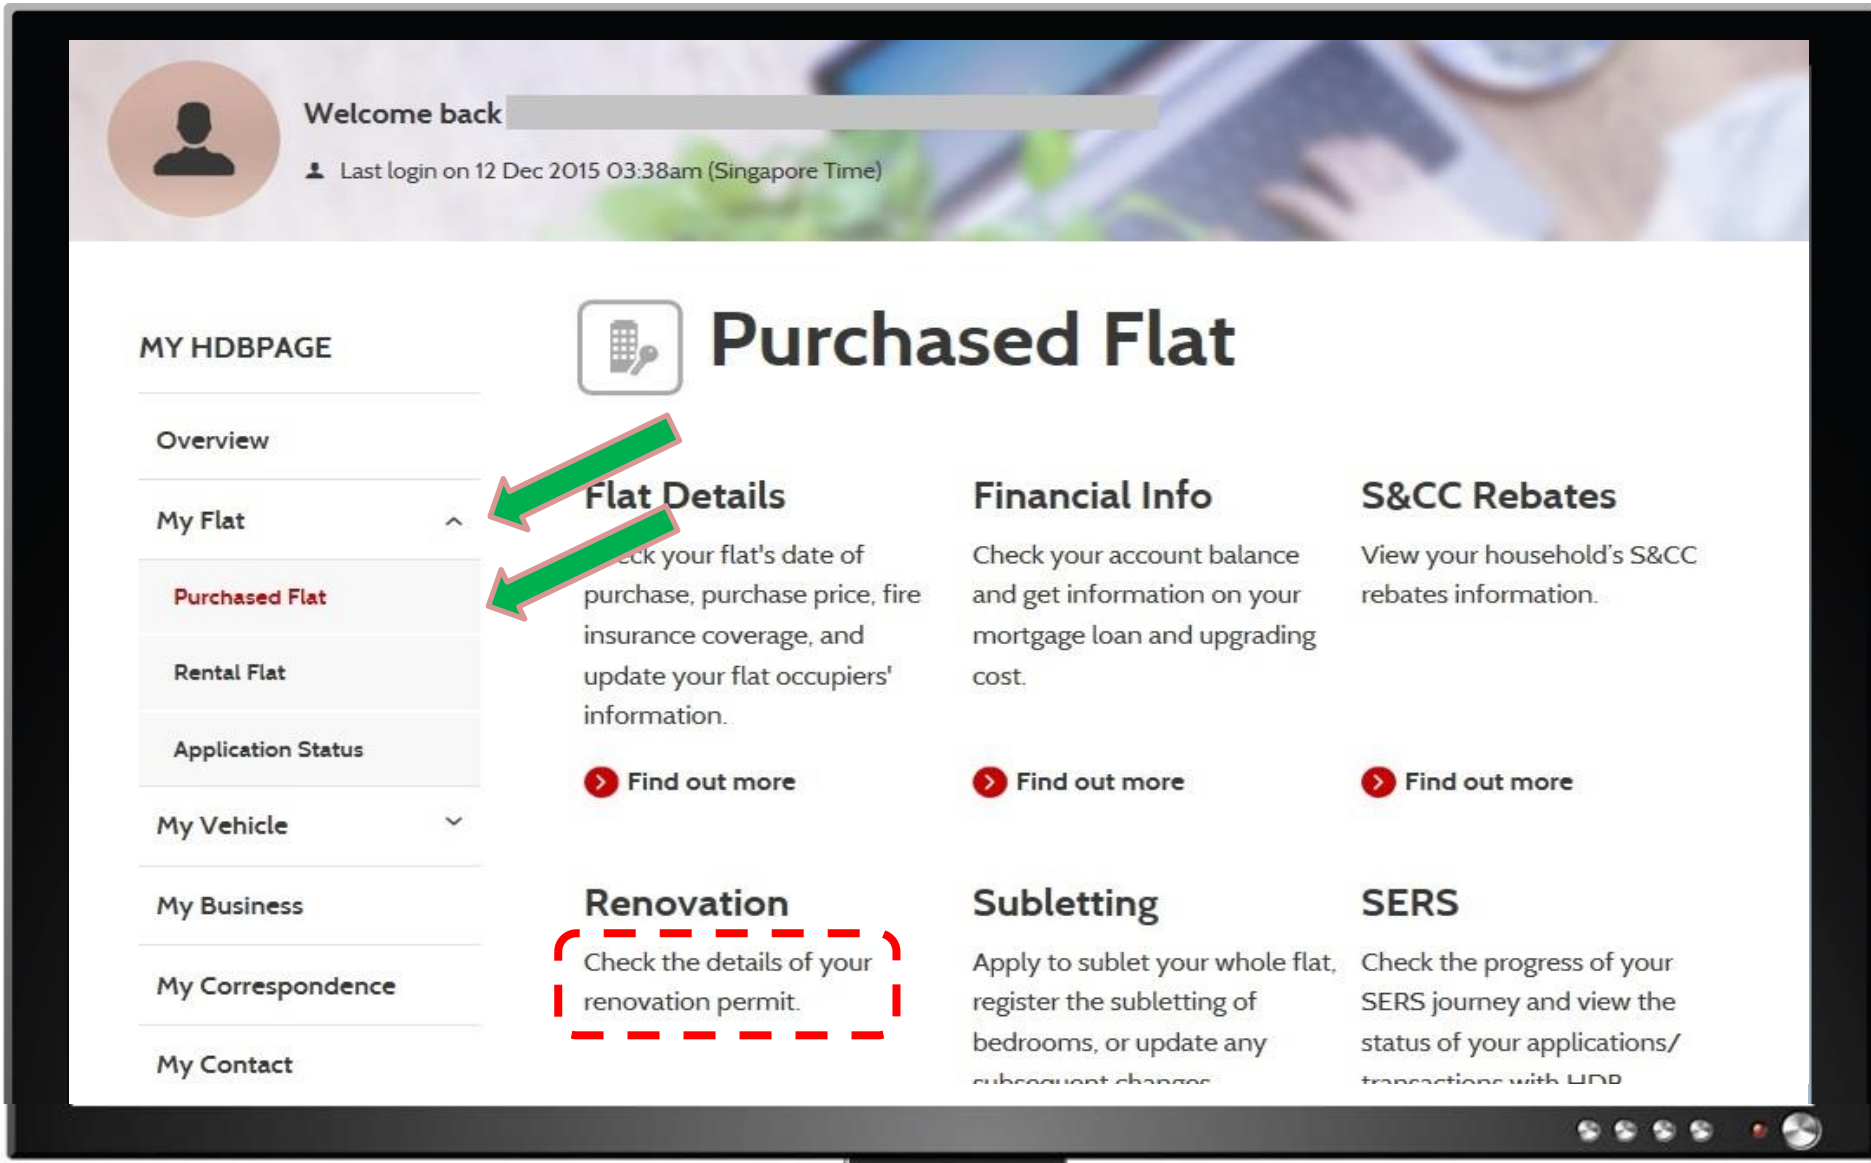 Welcome back
Last login on 12 Dec 2015 03:38am (Singapore Time)
MY HDBPAGE
Overview
My Flat
Purchased Flat
Rental Flat
Application Status
My Vehicle
My Business
My Correspondence
My Contact
Purchased Flat
Flat Details
your flat's date of
purchase, purchase price, fire
insurance coverage, and
update your flat occupiers'
information.
Find out more
Financial Info
Check your account balance
and get information on your
mortgage loan and upgrading
cost.
Find out more
S&CC Rebates
View your household's S&CC
rebates information.
Find out more
Renovation
Check the details of your
renovation permit.
Subletting
Apply to sublet your whole flat,
register the subletting of
bedrooms, or update any
subsequent changes
SERS
Check the progress of your
SERS journey and view the
status of your applications/
transactions with HDB